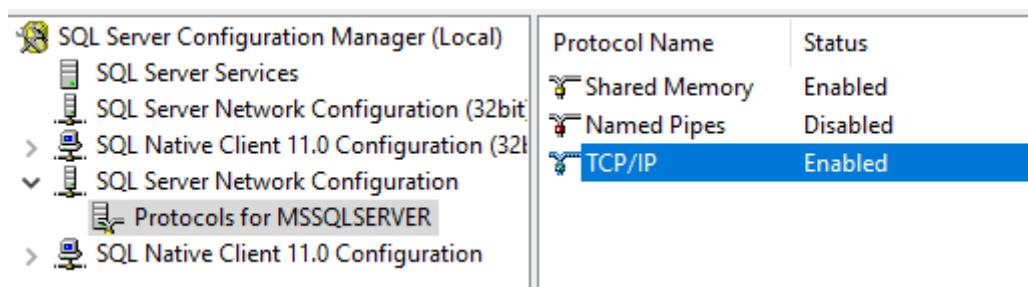 SQL Server Configuration Manager (Local)
SQL Server Services
SQL Server Network Configuration (32bit
SQL Native Client 11.0 Configuration (32b
SQL Server Network Configuration
Protocols for MSSQLSERVER
SQL Native Client 11.0 Configuration
Protocol Name Status
Shared Memory Enabled
Named Pipes Disabled
TCP/IP Enabled